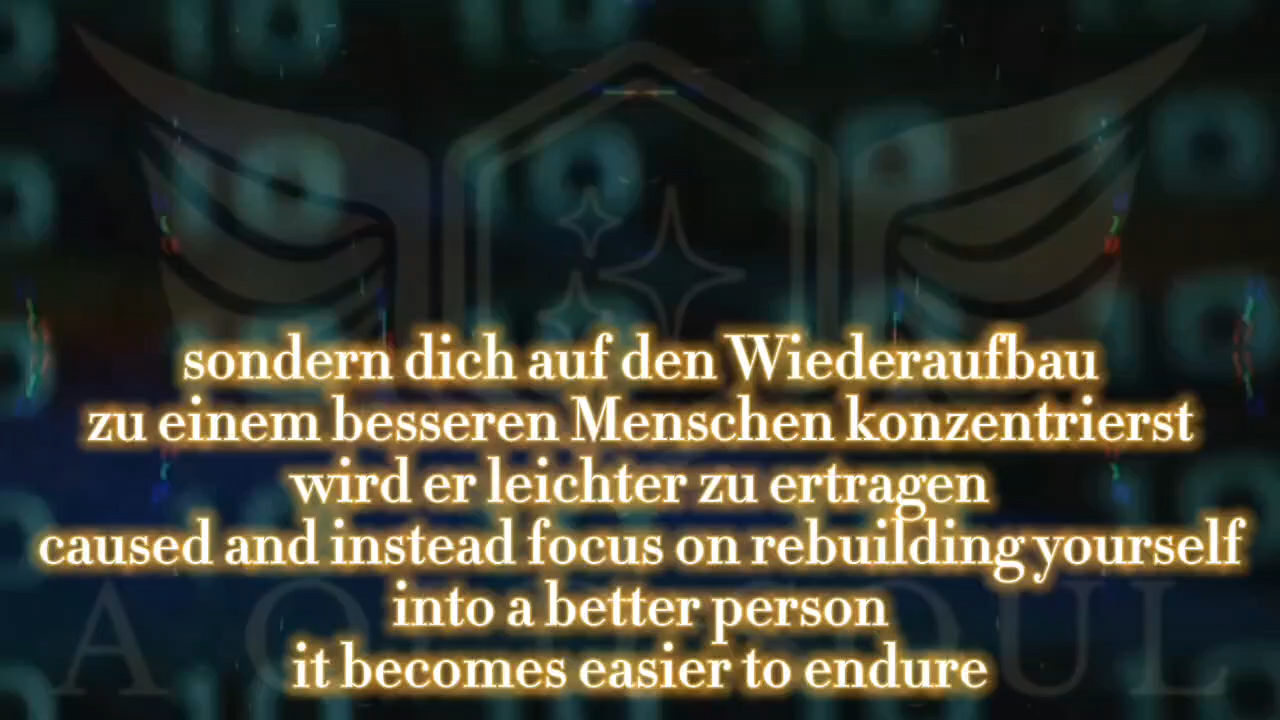 sondern dich auf den Wiederaufbau
zu einem besseren Menschen konzentrierst
wird er leichter zu ertragen
caused and instead focus on rebuilding yourself
into a better person
it becomes easier to endure